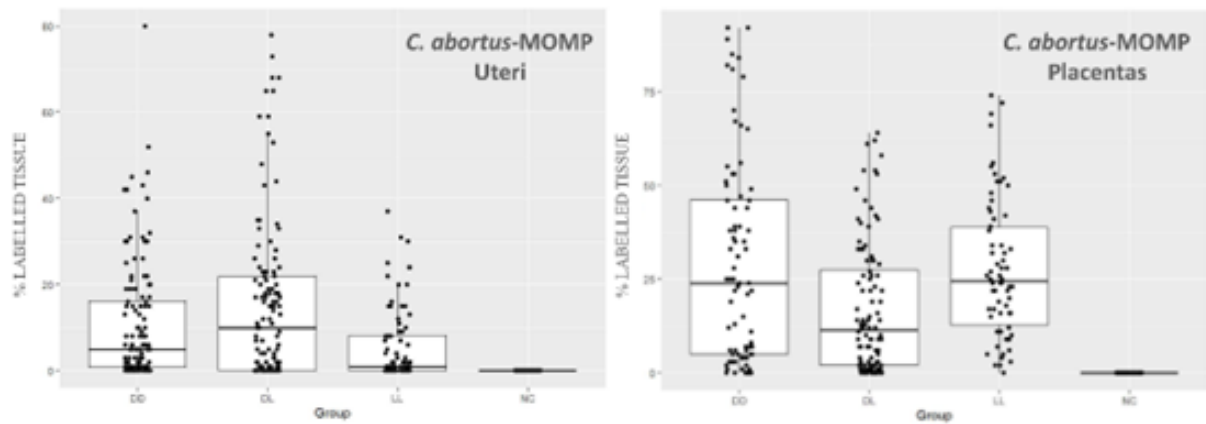 C. abortus-MOMP
Uteri
% LABELLED TISSUE
80
60
40
20
0
DD
DL
LL
NC
Group
C. abortus-MOMP
Placentas
% LABELLED TISSUE
75
50
25
0
DD
DL
LL
NC
Group